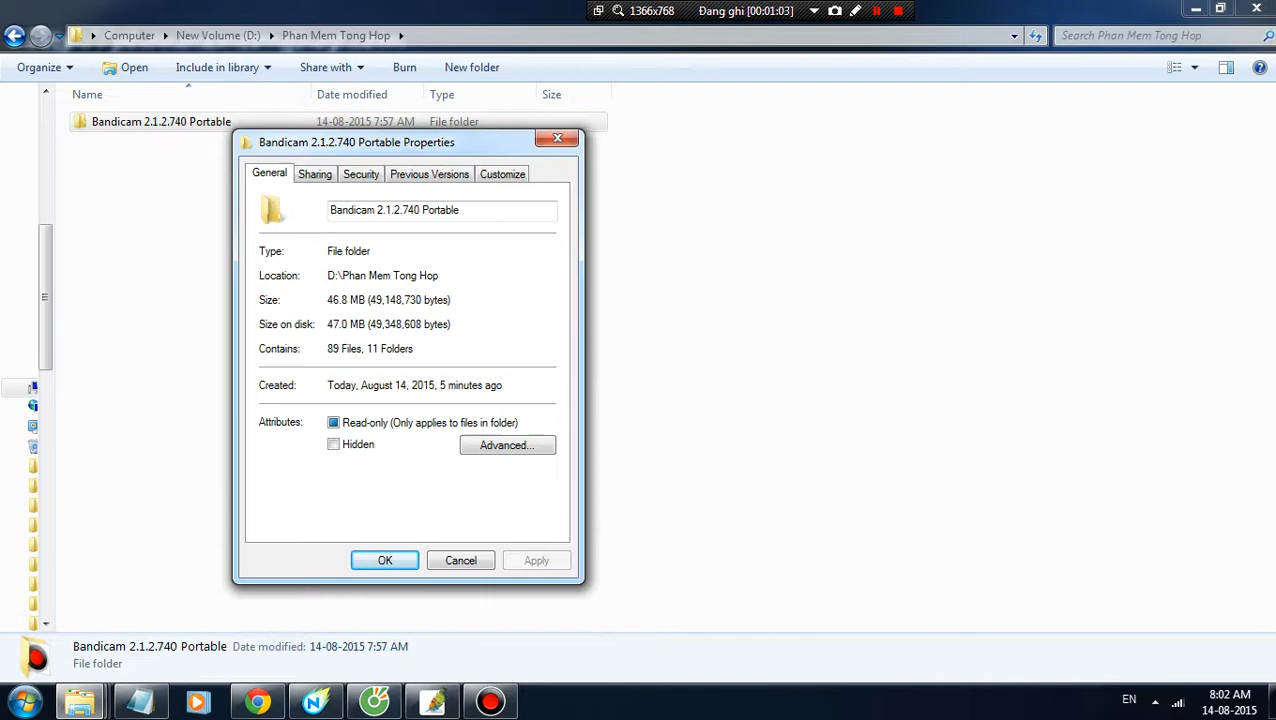 1366x768 Đang ghi [00:01:03]
Computer New Volume (D:) Phan Mem Tong Hop
Search Phan Mem Tong Hop
Organize Open Include in library Share with Burn New folder
Name Date modified Type Size
Bandicam 2.1.2.740 Portable 14-08-2015 7:57 AM File folder
Bandicam 2.1.2.740 Portable Properties
General Sharing Security Previous Versions Customize
Bandicam 2.1.2.740 Portable
Type: File folder
Location: D:\Phan Mem Tong Hop
Size: 46.8 MB (49,148,730 bytes)
Size on disk: 47.0 MB (49,348,608 bytes)
Contains: 89 Files, 11 Folders
Created: Today, August 14, 2015, 5 minutes ago
Attributes: Read-only (Only applies to files in folder)
Hidden Advanced...
OK Cancel Apply
Bandicam 2.1.2.740 Portable Date modified: 14-08-2015 7:57 AM
File folder
EN 8:02 AM
14-08-2015